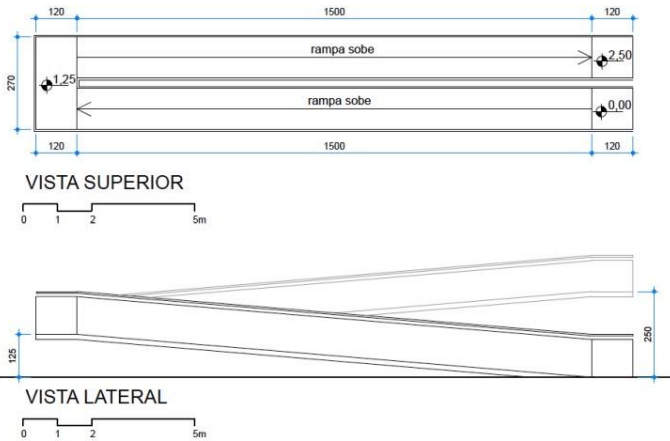 120 1500 120
rampa sobe
2,50
1,25
270
rampa sobe
0,00
120 1500 120
VISTA SUPERIOR
0 1 2 5m
125
250
VISTA LATERAL
0 1 2 5m